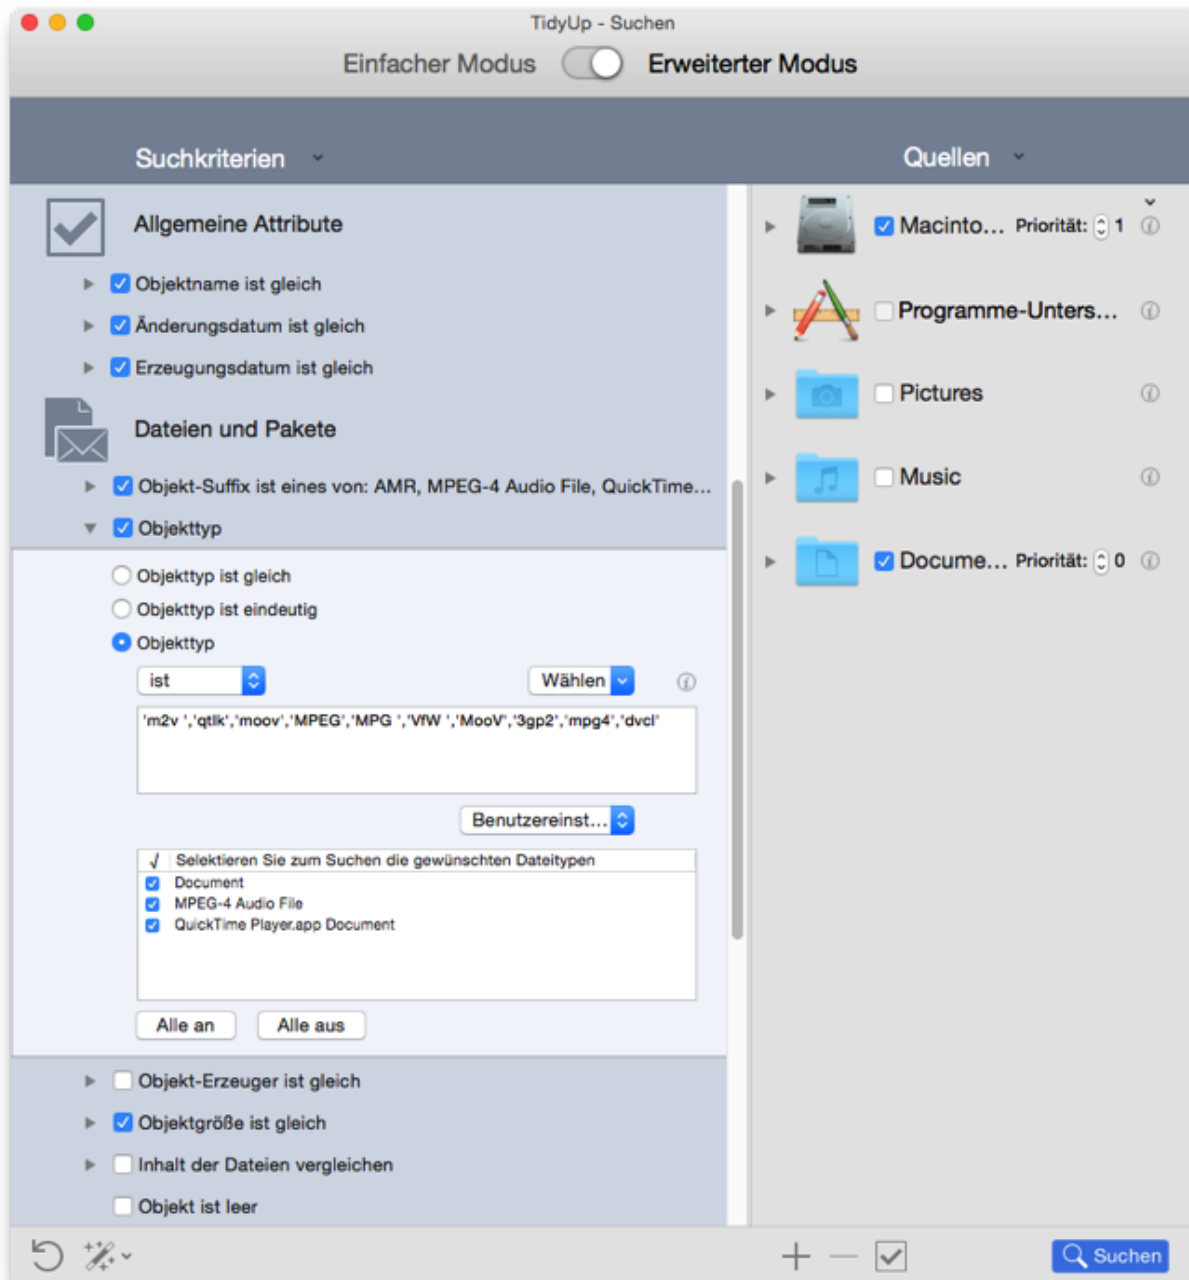 TidyUp - Suchen
Einfacher Modus Erweiterter Modus
Suchkriterien
Allgemeine Attribute
Objektname ist gleich
Änderungsdatum ist gleich
Erzeugungsdatum ist gleich
Dateien und Pakete
Objekt-Suffix ist eines von: AMR, MPEG-4 Audio File, QuickTime...
Objekttyp
Objekttyp ist gleich
Objekttyp ist eindeutig
Objekttyp
ist Wählen
'm2v ','qtlk','moov','MPEG','MPG ','VfW ','MooV','3gp2','mpg4','dvcl'
Benutzereinst...
√ Selektieren Sie zum Suchen die gewünschten Dateitypen
Document
MPEG-4 Audio File
QuickTime Player.app Document
Alle an Alle aus
Objekt-Erzeuger ist gleich
Objektgröße ist gleich
Inhalt der Dateien vergleichen
Objekt ist leer
Quellen
Macinto... Priorität: 1
Programme-Unters...
Pictures
Music
Docume... Priorität: 0
Suchen